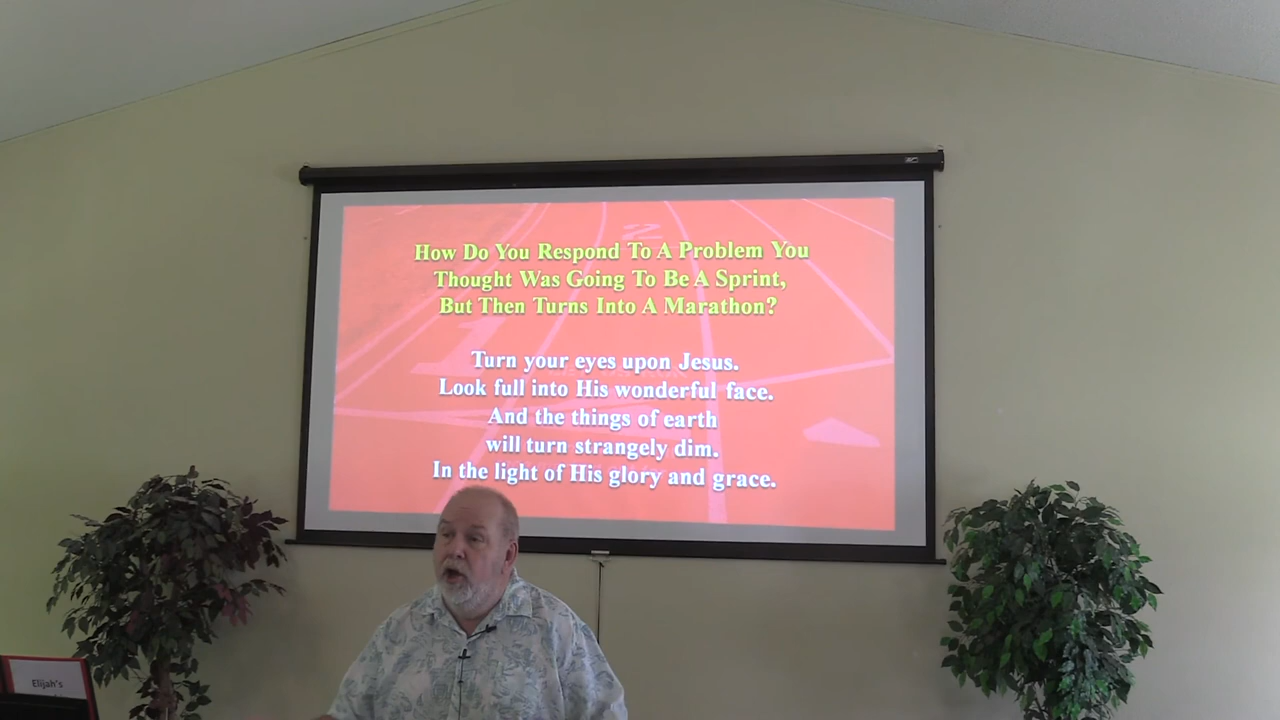 2
How Do You Respond To A Problem You
Thought Was Going To Be A Sprint,
But Then Turns Into A Marathon?
1
Turn your eyes upon Jesus.
Look full into His wonderful face.
And the things of earth
will turn strangely dim.
In the light of His glory and grace.
Elijah's